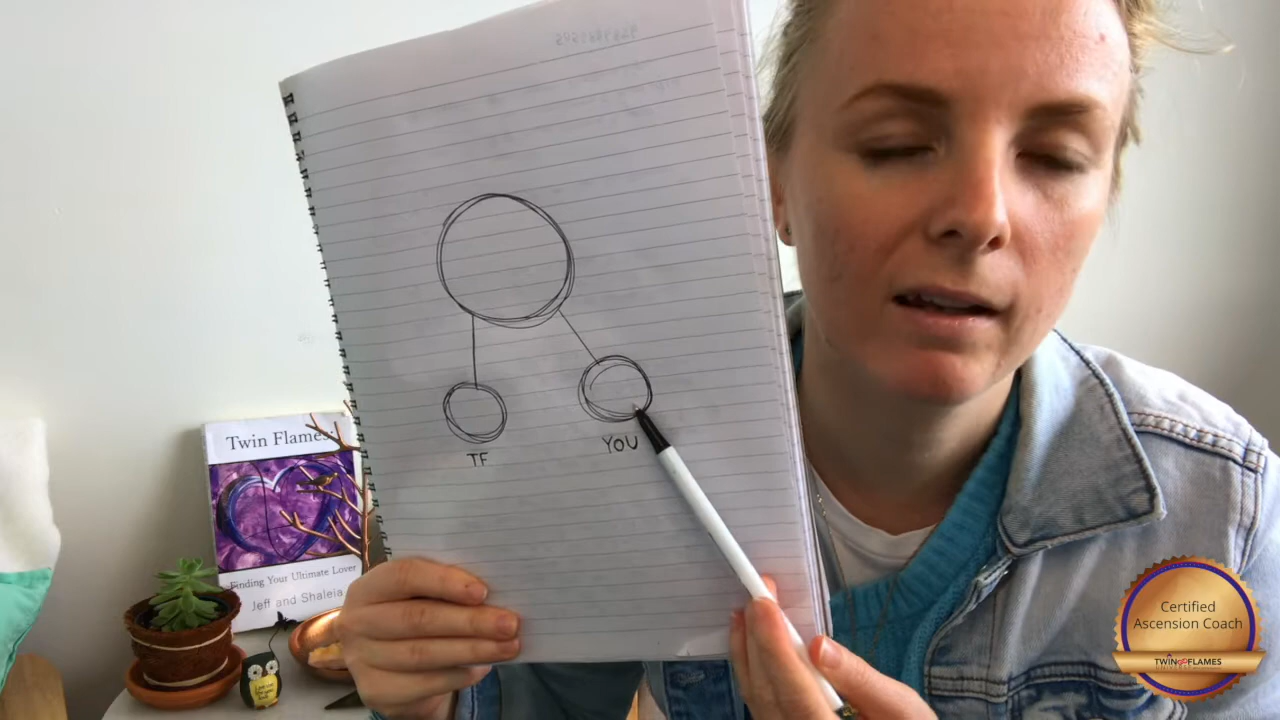 Twin Flames:
Finding Your Ultimate Lover
Jeff and Shaleia
TF
YOU
Certified
Ascension Coach
TWIN FLAMES